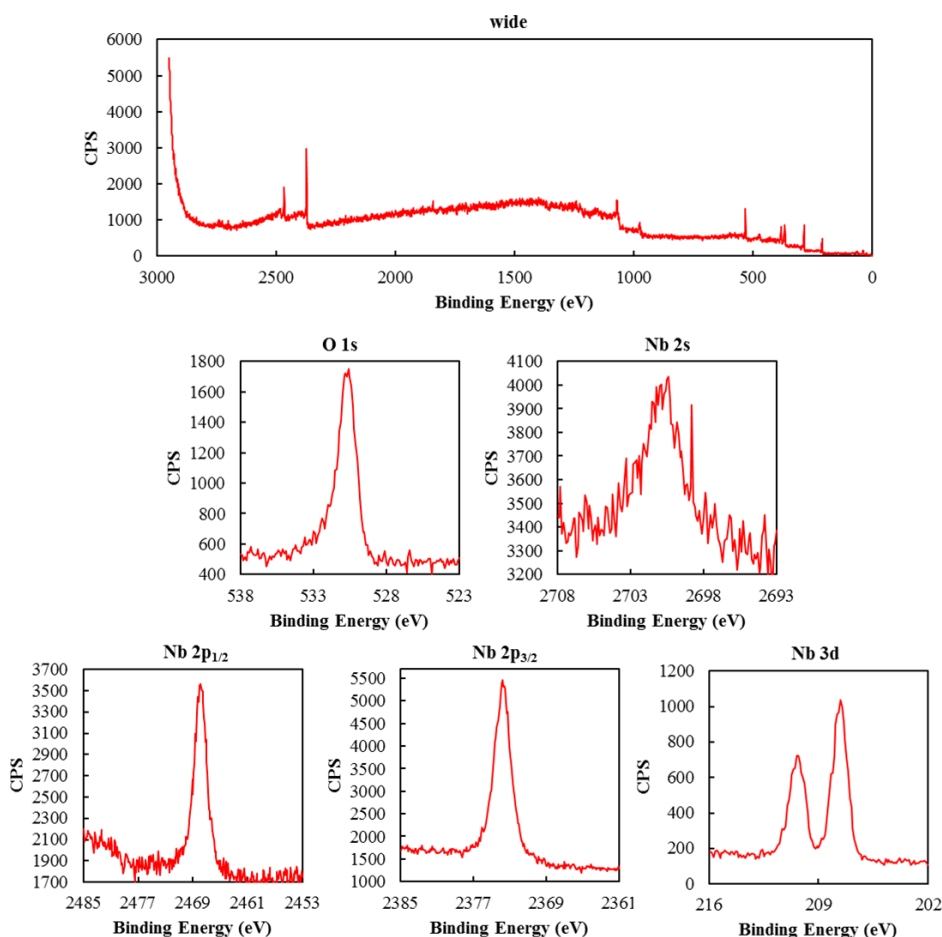 wide
6000
5000
4000
3000
2000
1000
0
CPS
3000 2500 2000 1500 1000 500 0
Binding Energy (eV)
O 1s
1800
1600
1400
1200
1000
800
600
400
CPS
538 533 528 523
Binding Energy (eV)
Nb 2s
4100
4000
3900
3800
3700
3600
3500
3400
3300
3200
CPS
2708 2703 2698 2693
Binding Energy (eV)
Nb 2p1/2
3700
3500
3300
3100
2900
2700
2500
2300
2100
1900
1700
CPS
2485 2477 2469 2461 2453
Binding Energy (eV)
Nb 2p3/2
5500
5000
4500
4000
3500
3000
2500
2000
1500
1000
CPS
2385 2377 2369 2361
Binding Energy (eV)
Nb 3d
1200
1000
800
600
400
200
0
CPS
216 209 202
Binding Energy (eV)